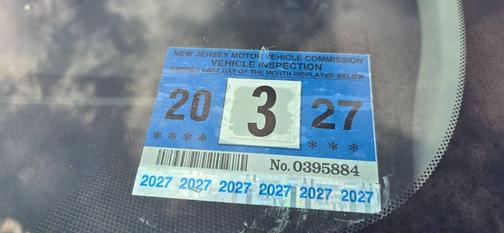 NEW JERSEY MOTOR VEHICLE COMMISSION
VEHICLE INSPECTION
EXPIRES LAST DAY OF THE MONTH DISPLAYED BELOW
20 3 27
**** ***
No. 0395884
2027 2027 2027 2027 2027 2027